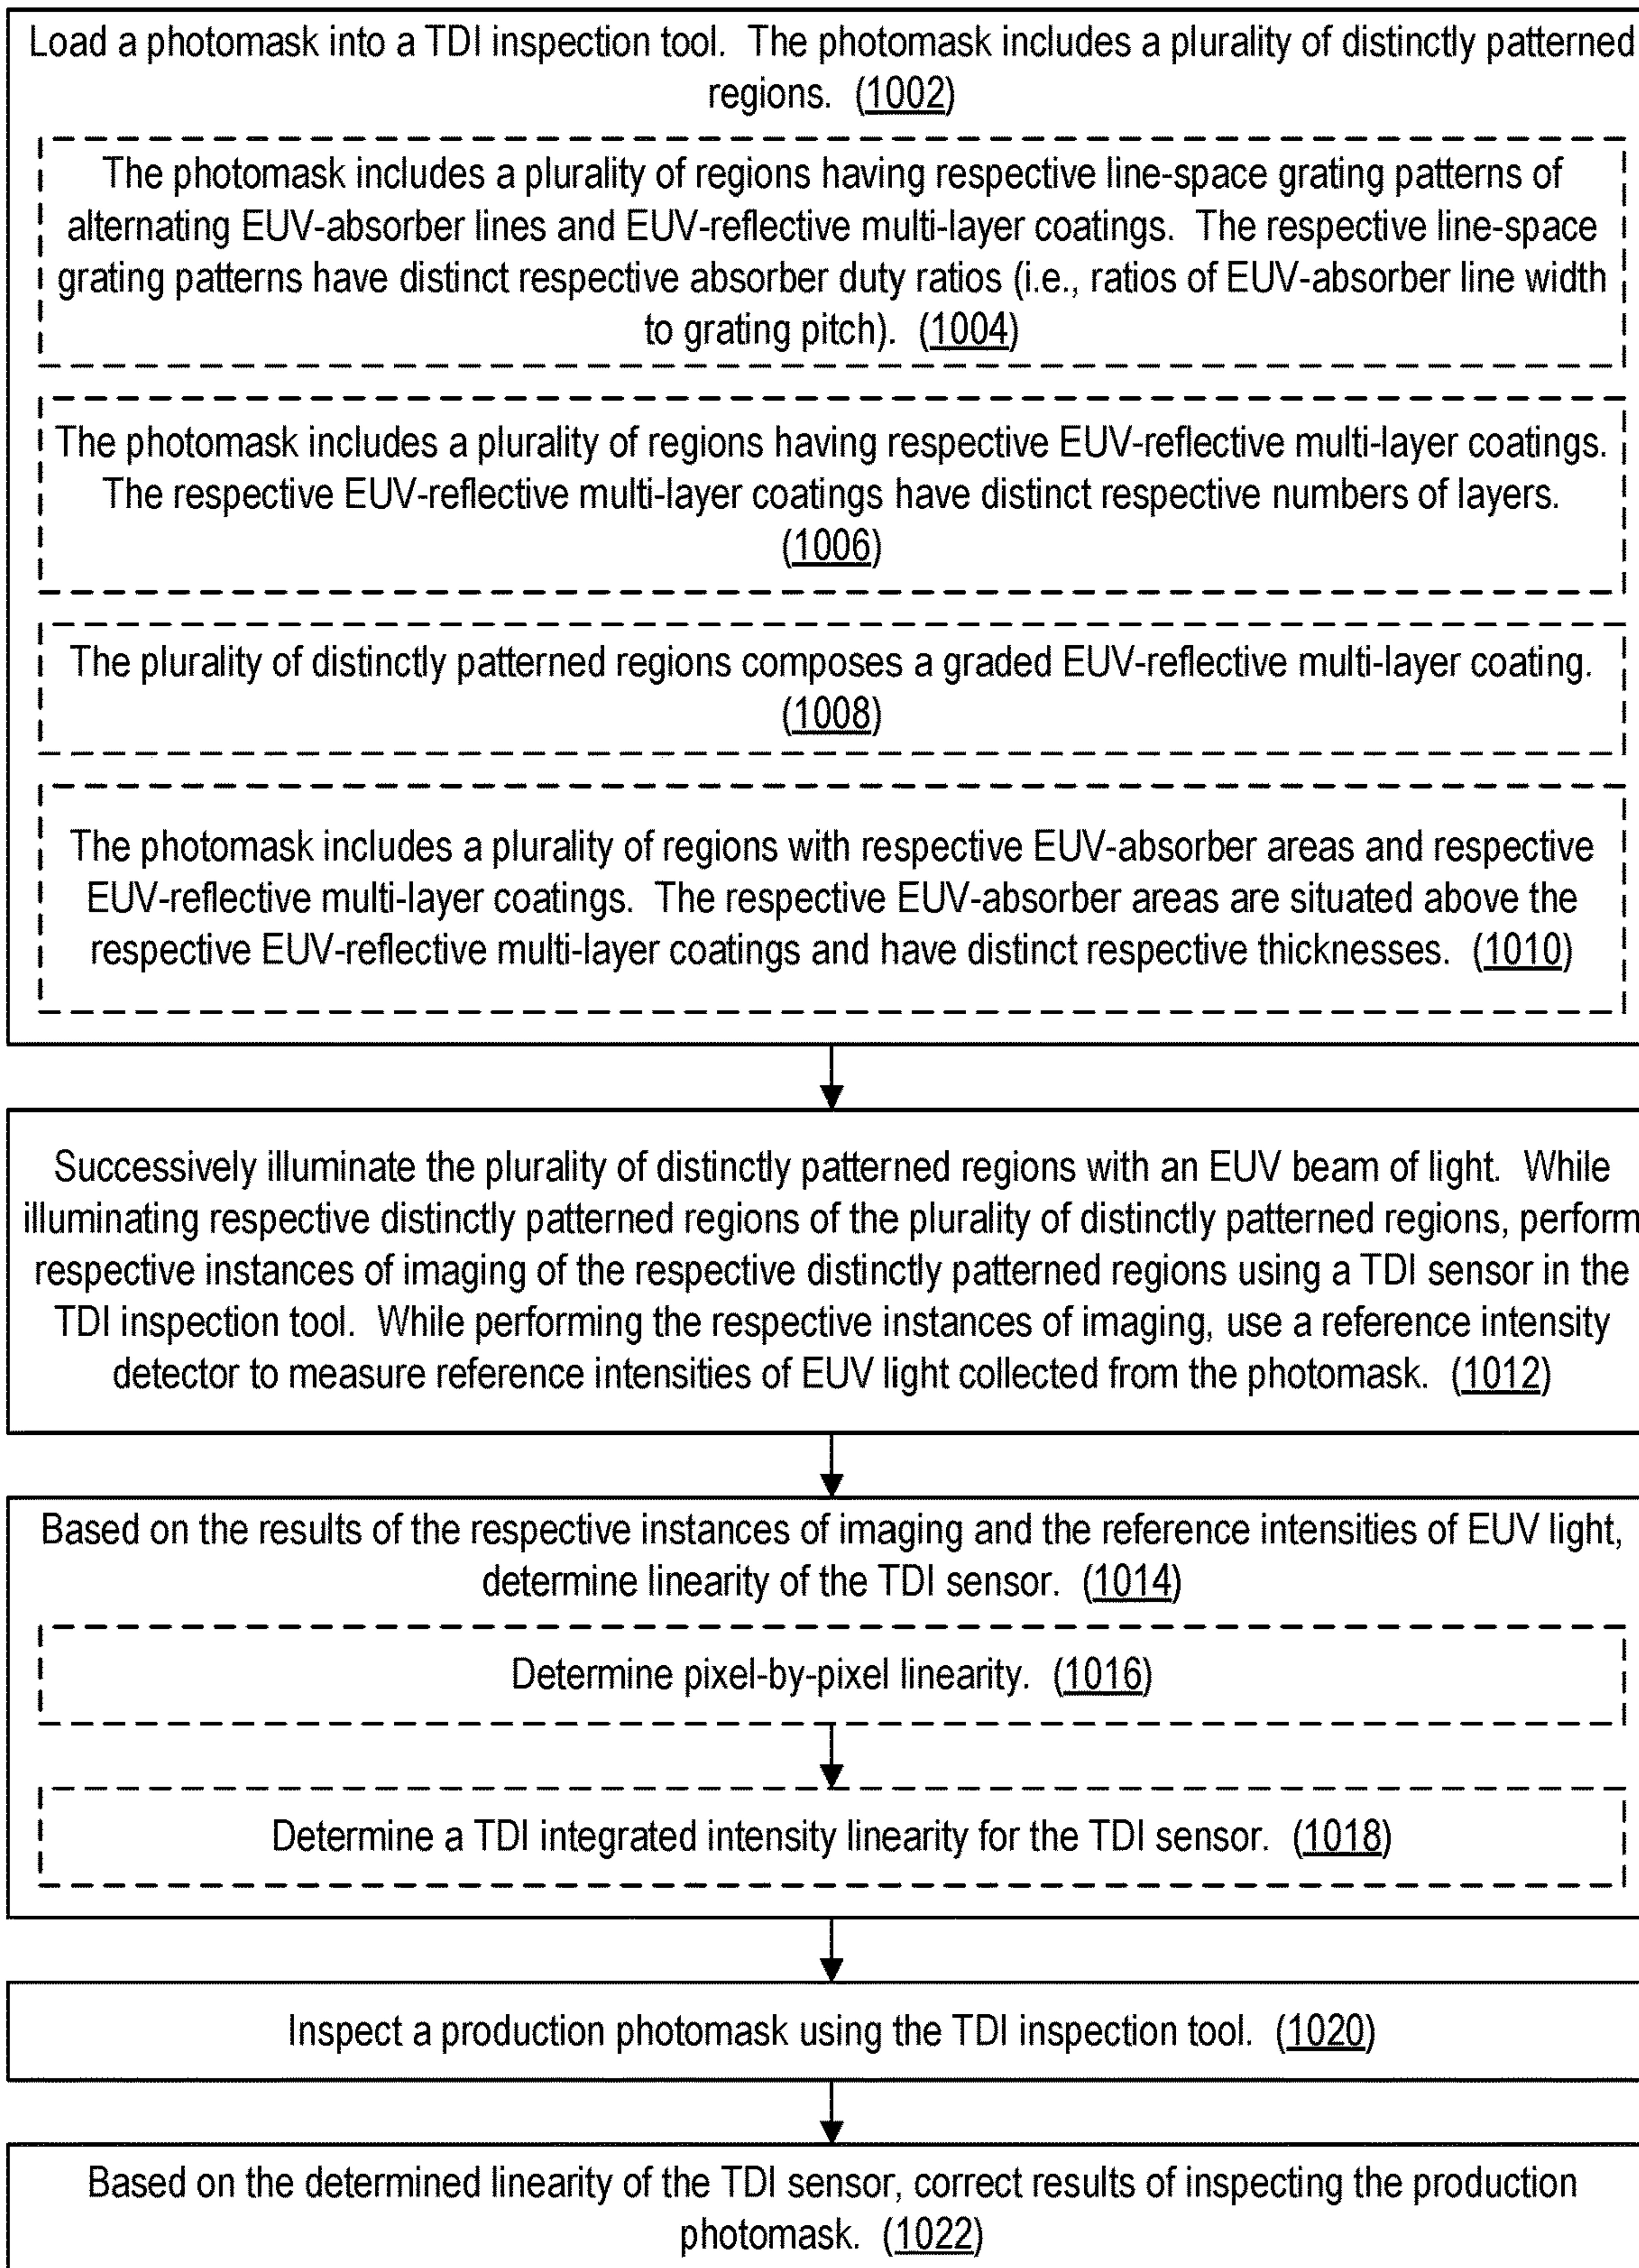 Load a photomask into a TDI inspection tool.  The photomask includes a plurality of distinctly patterned
regions.  (1002)
The photomask includes a plurality of regions having respective line-space grating patterns of
alternating EUV-absorber lines and EUV-reflective multi-layer coatings.  The respective line-space
grating patterns have distinct respective absorber duty ratios (i.e., ratios of EUV-absorber line width
to grating pitch).  (1004)
The photomask includes a plurality of regions having respective EUV-reflective multi-layer coatings.
The respective EUV-reflective multi-layer coatings have distinct respective numbers of layers.
(1006)
The plurality of distinctly patterned regions composes a graded EUV-reflective multi-layer coating.
(1008)
The photomask includes a plurality of regions with respective EUV-absorber areas and respective
EUV-reflective multi-layer coatings.  The respective EUV-absorber areas are situated above the
respective EUV-reflective multi-layer coatings and have distinct respective thicknesses.  (1010)
Successively illuminate the plurality of distinctly patterned regions with an EUV beam of light.  While
illuminating respective distinctly patterned regions of the plurality of distinctly patterned regions, perform
respective instances of imaging of the respective distinctly patterned regions using a TDI sensor in the
TDI inspection tool.  While performing the respective instances of imaging, use a reference intensity
detector to measure reference intensities of EUV light collected from the photomask.  (1012)
Based on the results of the respective instances of imaging and the reference intensities of EUV light,
determine linearity of the TDI sensor.  (1014)
Determine pixel-by-pixel linearity.  (1016)
Determine a TDI integrated intensity linearity for the TDI sensor.  (1018)
Inspect a production photomask using the TDI inspection tool.  (1020)
Based on the determined linearity of the TDI sensor, correct results of inspecting the production
photomask.  (1022)